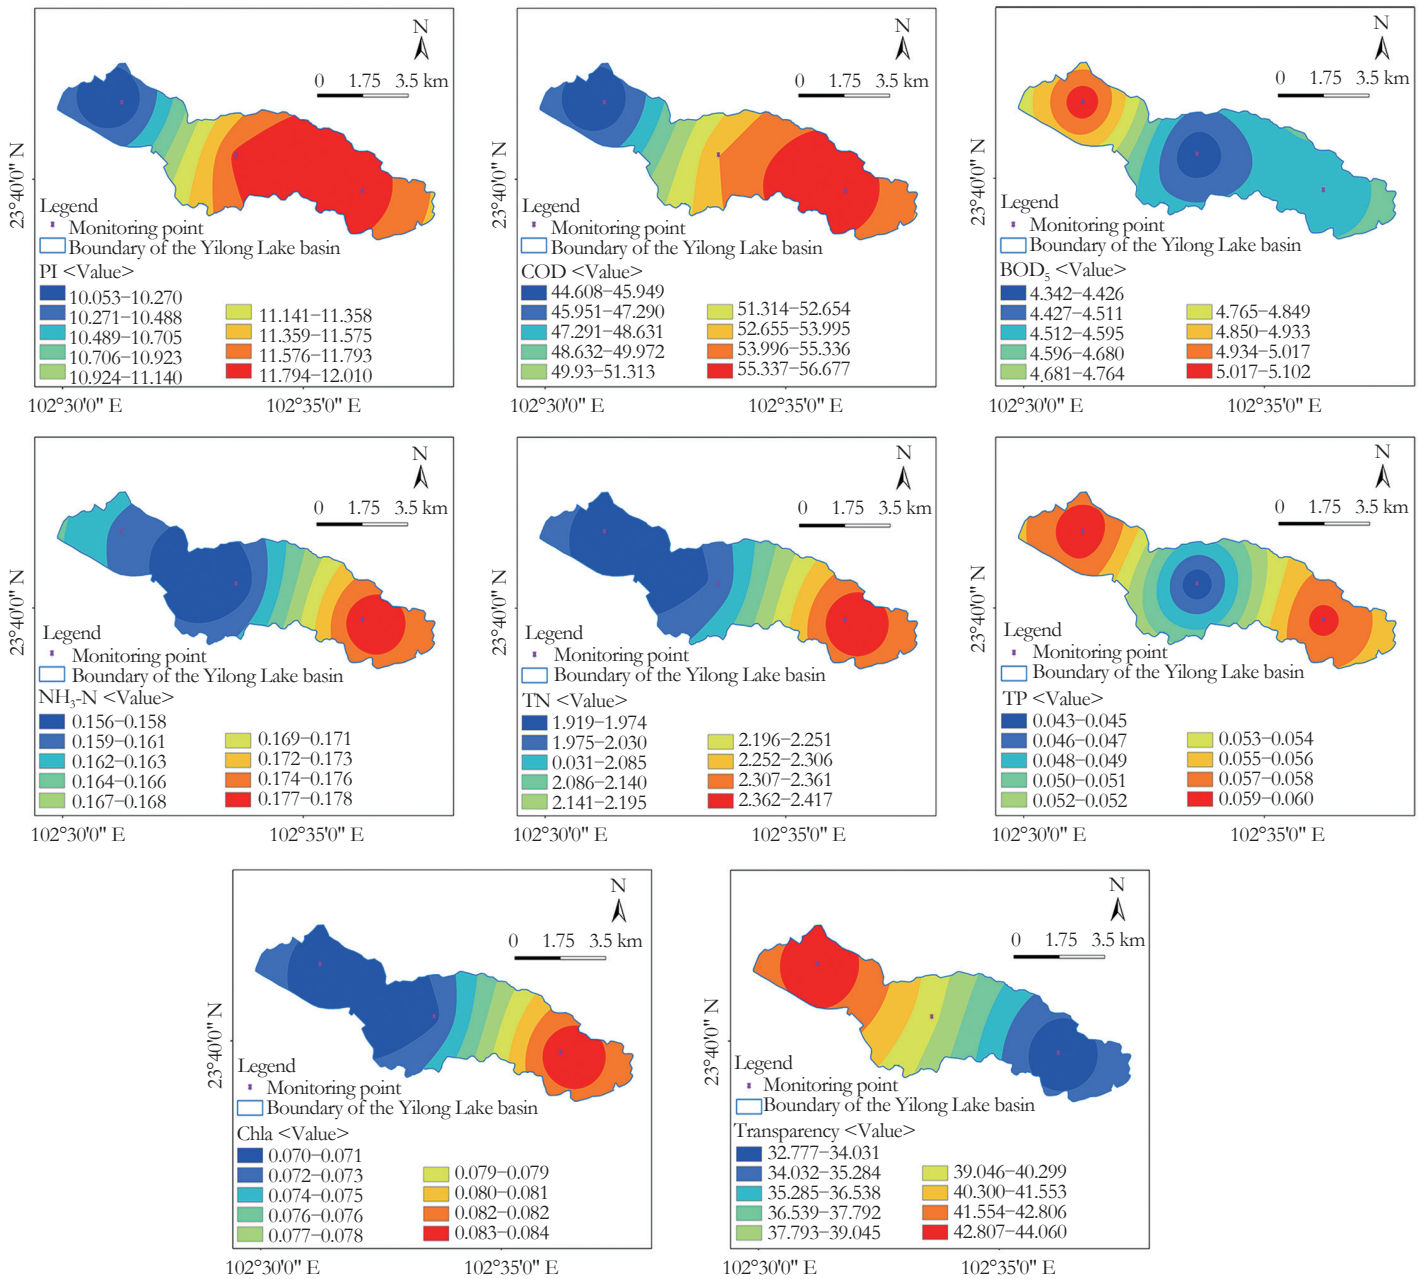 N
0 1.75 3.5 km
23°40'0" N
Legend
Monitoring point
Boundary of the Yilong Lake basin
PI <Value>
10.053–10.270
10.271–10.488
10.489–10.705
10.706–10.923
10.924–11.140
11.141–11.358
11.359–11.575
11.576–11.793
11.794–12.010
102°30'0" E 102°35'0" E
N
0 1.75 3.5 km
23°40'0" N
Legend
Monitoring point
Boundary of the Yilong Lake basin
COD <Value>
44.608–45.949
45.951–47.290
47.291–48.631
48.632–49.972
49.93–51.313
51.314–52.654
52.655–53.995
53.996–55.336
55.337–56.677
102°30'0" E 102°35'0" E
N
0 1.75 3.5 km
23°40'0" N
Legend
Monitoring point
Boundary of the Yilong Lake basin
BOD₅ <Value>
4.342–4.426
4.427–4.511
4.512–4.595
4.596–4.680
4.681–4.764
4.765–4.849
4.850–4.933
4.934–5.017
5.017–5.102
102°30'0" E 102°35'0" E
N
0 1.75 3.5 km
23°40'0" N
Legend
Monitoring point
Boundary of the Yilong Lake basin
NH₃-N <Value>
0.156–0.158
0.159–0.161
0.162–0.163
0.164–0.166
0.167–0.168
0.169–0.171
0.172–0.173
0.174–0.176
0.177–0.178
102°30'0" E 102°35'0" E
N
0 1.75 3.5 km
23°40'0" N
Legend
Monitoring point
Boundary of the Yilong Lake basin
TN <Value>
1.919–1.974
1.975–2.030
0.031–2.085
2.086–2.140
2.141–2.195
2.196–2.251
2.252–2.306
2.307–2.361
2.362–2.417
102°30'0" E 102°35'0" E
N
0 1.75 3.5 km
23°40'0" N
Legend
Monitoring point
Boundary of the Yilong Lake basin
TP <Value>
0.043–0.045
0.046–0.047
0.048–0.049
0.050–0.051
0.052–0.052
0.053–0.054
0.055–0.056
0.057–0.058
0.059–0.060
102°30'0" E 102°35'0" E
N
0 1.75 3.5 km
23°40'0" N
Legend
Monitoring point
Boundary of the Yilong Lake basin
Chla <Value>
0.070–0.071
0.072–0.073
0.074–0.075
0.076–0.076
0.077–0.078
0.079–0.079
0.080–0.081
0.082–0.082
0.083–0.084
102°30'0" E 102°35'0" E
N
0 1.75 3.5 km
23°40'0" N
Legend
Monitoring point
Boundary of the Yilong Lake basin
Transparency <Value>
32.777–34.031
34.032–35.284
35.285–36.538
36.539–37.792
37.793–39.045
39.046–40.299
40.300–41.553
41.554–42.806
42.807–44.060
102°30'0" E 102°35'0" E